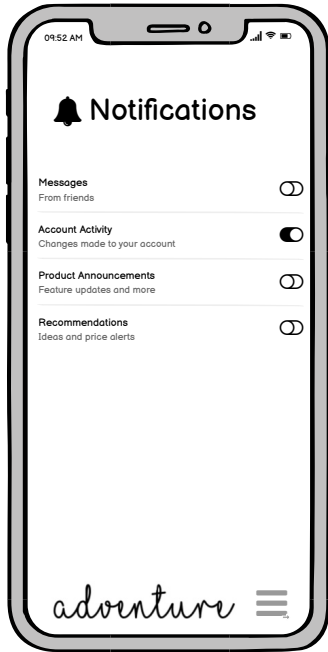 09:52 AM
Notifications
Messages
From friends
Account Activity
Changes made to your account
Product Announcements
Feature updates and more
Recommendations
Ideas and price alerts
adventure